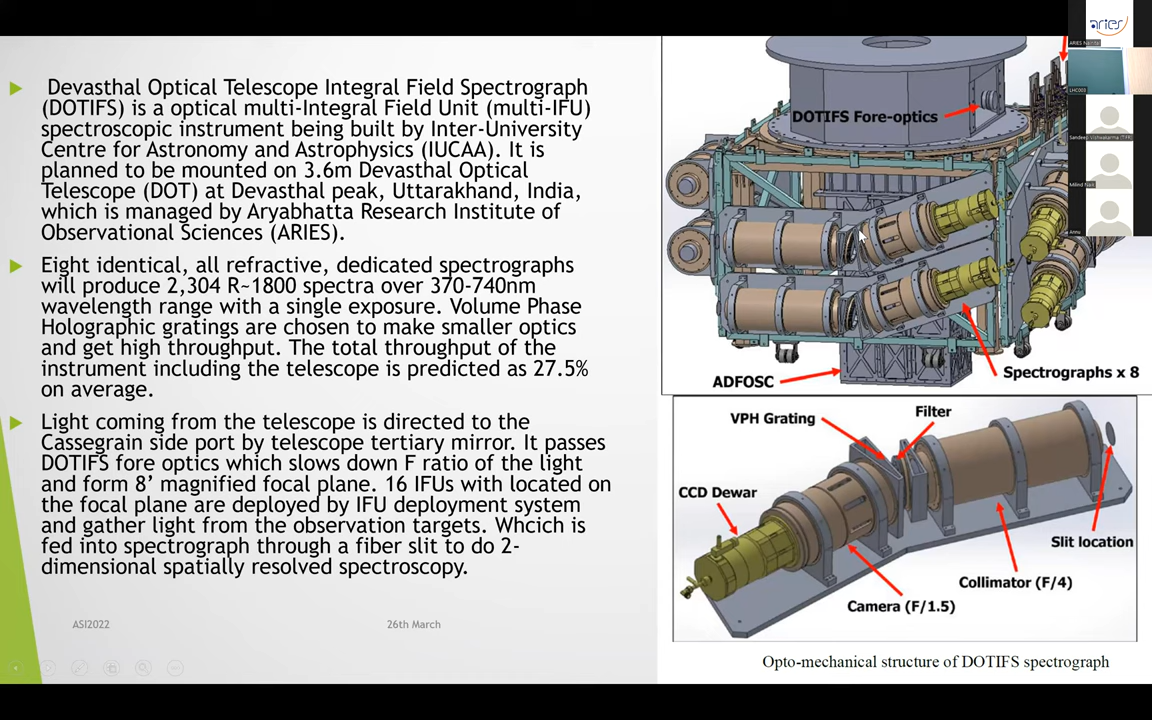 Devasthal Optical Telescope Integral Field Spectrograph
(DOTIFS) is a optical multi-Integral Field Unit (multi-IFU)
spectroscopic instrument being built by Inter-University
Centre for Astronomy and Astrophysics (IUCAA). It is
planned to be mounted on 3.6m Devasthal Optical
Telescope (DOT) at Devasthal peak, Uttarakhand, India,
which is managed by Aryabhatta Research Institute of
Observational Sciences (ARIES).
Eight identical, all refractive, dedicated spectrographs
will produce 2,304 R~1800 spectra over 370-740nm
wavelength range with a single exposure. Volume Phase
Holographic gratings are chosen to make smaller optics
and get high throughput. The total throughput of the
instrument including the telescope is predicted as 27.5%
on average.
Light coming from the telescope is directed to the
Cassegrain side port by telescope tertiary mirror. It passes
DOTIFS fore optics which slows down F ratio of the light
and form 8’ magnified focal plane. 16 IFUs with located on
the focal plane are deployed by IFU deployment system
and gather light from the observation targets. Whcich is
fed into spectrograph through a fiber slit to do 2-
dimensional spatially resolved spectroscopy.
ASI2022
26th March
DOTIFS Fore-optics
ADFOSC
Spectrographs x 8
VPH Grating
Filter
CCD Dewar
Slit location
Collimator (F/4)
Camera (F/1.5)
Opto-mechanical structure of DOTIFS spectrograph
aries
ARIES
LHC003
Sandeep Vishwakarma (TIFR)
Milind Naik
Annu